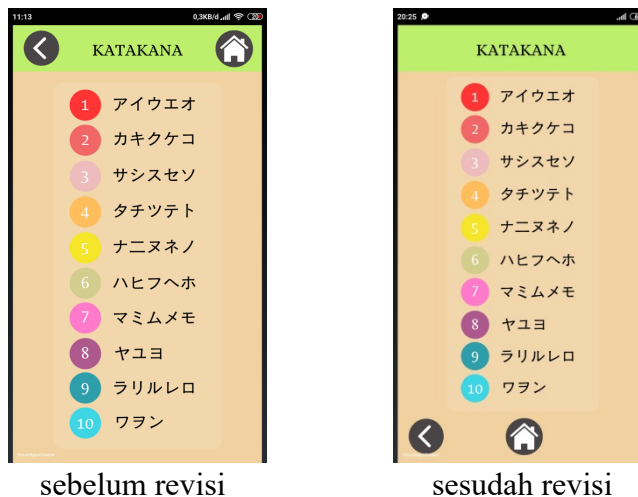 11:13 0,3KB/d
KATAKANA
1 アイウエオ
2 カキクケコ
3 サシスセソ
4 タチツテト
5 ナニヌネノ
6 ハヒフヘホ
7 マミムメモ
8 ヤユヨ
9 ラリルレロ
10 ワヲン
sebelum revisi
20:25
KATAKANA
1 アイウエオ
2 カキクケコ
3 サシスセソ
4 タチツテト
5 ナニヌネノ
6 ハヒフヘホ
7 マミムメモ
8 ヤユヨ
9 ラリルレロ
10 ワヲン
sesudah revisi